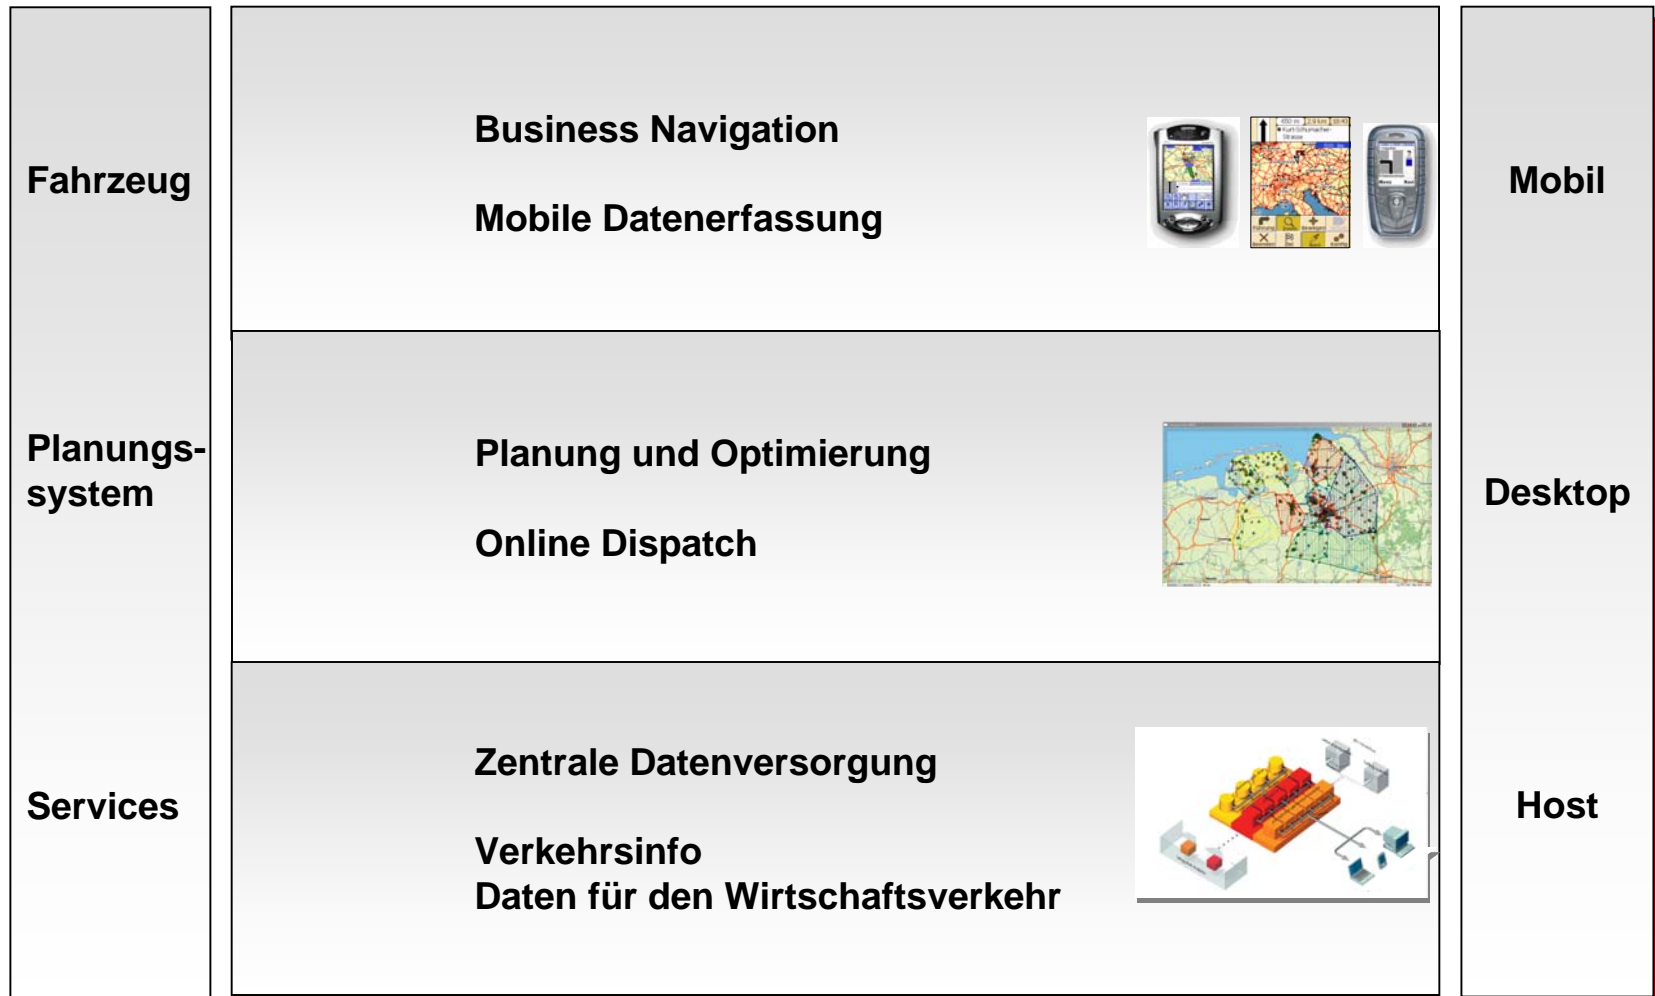 Fahrzeug
Business Navigation
Mobile Datenerfassung
Mobil
Planungs-
system
Planung und Optimierung
Online Dispatch
Desktop
Services
Zentrale Datenversorgung
Verkehrsinfo
Daten für den Wirtschaftsverkehr
Host